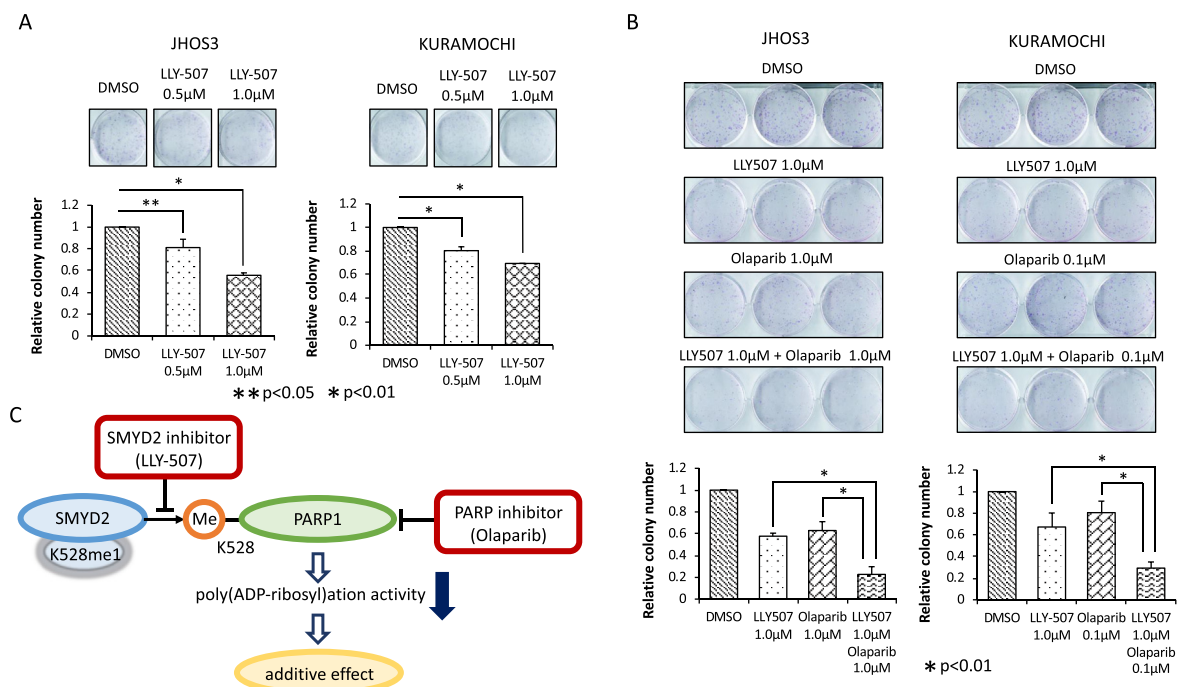 A
JHOS3
DMSO
LLY-507
0.5µM
LLY-507
1.0µM
KURAMOCHI
DMSO
LLY-507
0.5µM
LLY-507
1.0µM
Relative colony number
1.2
1
0.8
0.6
0.4
0.2
0
*
**
DMSO
LLY-507
0.5µM
LLY-507
1.0µM
Relative colony number
1.2
1
0.8
0.6
0.4
0.2
0
*
*
DMSO
LLY-507
0.5µM
LLY-507
1.0µM
**p<0.05 *p<0.01
B
JHOS3
DMSO
LLY507 1.0µM
Olaparib 1.0µM
LLY507 1.0µM + Olaparib 1.0µM
KURAMOCHI
DMSO
LLY507 1.0µM
Olaparib 0.1µM
LLY507 1.0µM + Olaparib 0.1µM
Relative colony number
1.2
1
0.8
0.6
0.4
0.2
0
*
*
DMSO
LLY507
1.0µM
Olaparib
1.0µM
LLY507
1.0µM
Olaparib
1.0µM
Relative colony number
1.2
1
0.8
0.6
0.4
0.2
0
*
*
DMSO
LLY-507
1.0µM
Olaparib
0.1µM
LLY507
1.0µM
Olaparib
0.1µM
*p<0.01
C
SMYD2 inhibitor
(LLY-507)
SMYD2
K528me1
Me
K528
PARP1
PARP inhibitor
(Olaparib)
poly(ADP-ribosyl)ation activity
additive effect